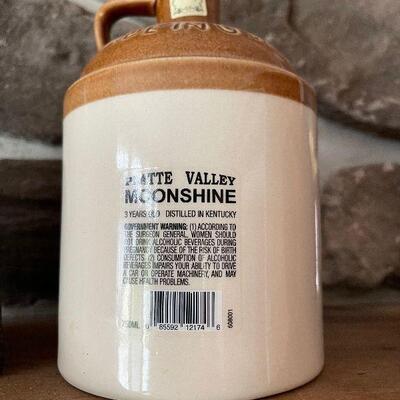 PLATTE VALLEY
MOONSHINE
3 YEARS OLD DISTILLED IN KENTUCKY
GOVERNMENT WARNING: (1) ACCORDING TO
THE SURGEON GENERAL, WOMEN SHOULD
NOT DRINK ALCOHOLIC BEVERAGES DURING
PREGNANCY BECAUSE OF THE RISK OF BIRTH
DEFECTS. (2) CONSUMPTION OF ALCOHOLIC
BEVERAGES IMPAIRS YOUR ABILITY TO DRIVE
A CAR OR OPERATE MACHINERY, AND MAY
CAUSE HEALTH PROBLEMS.
750ML
0 85592 12174 6
608001